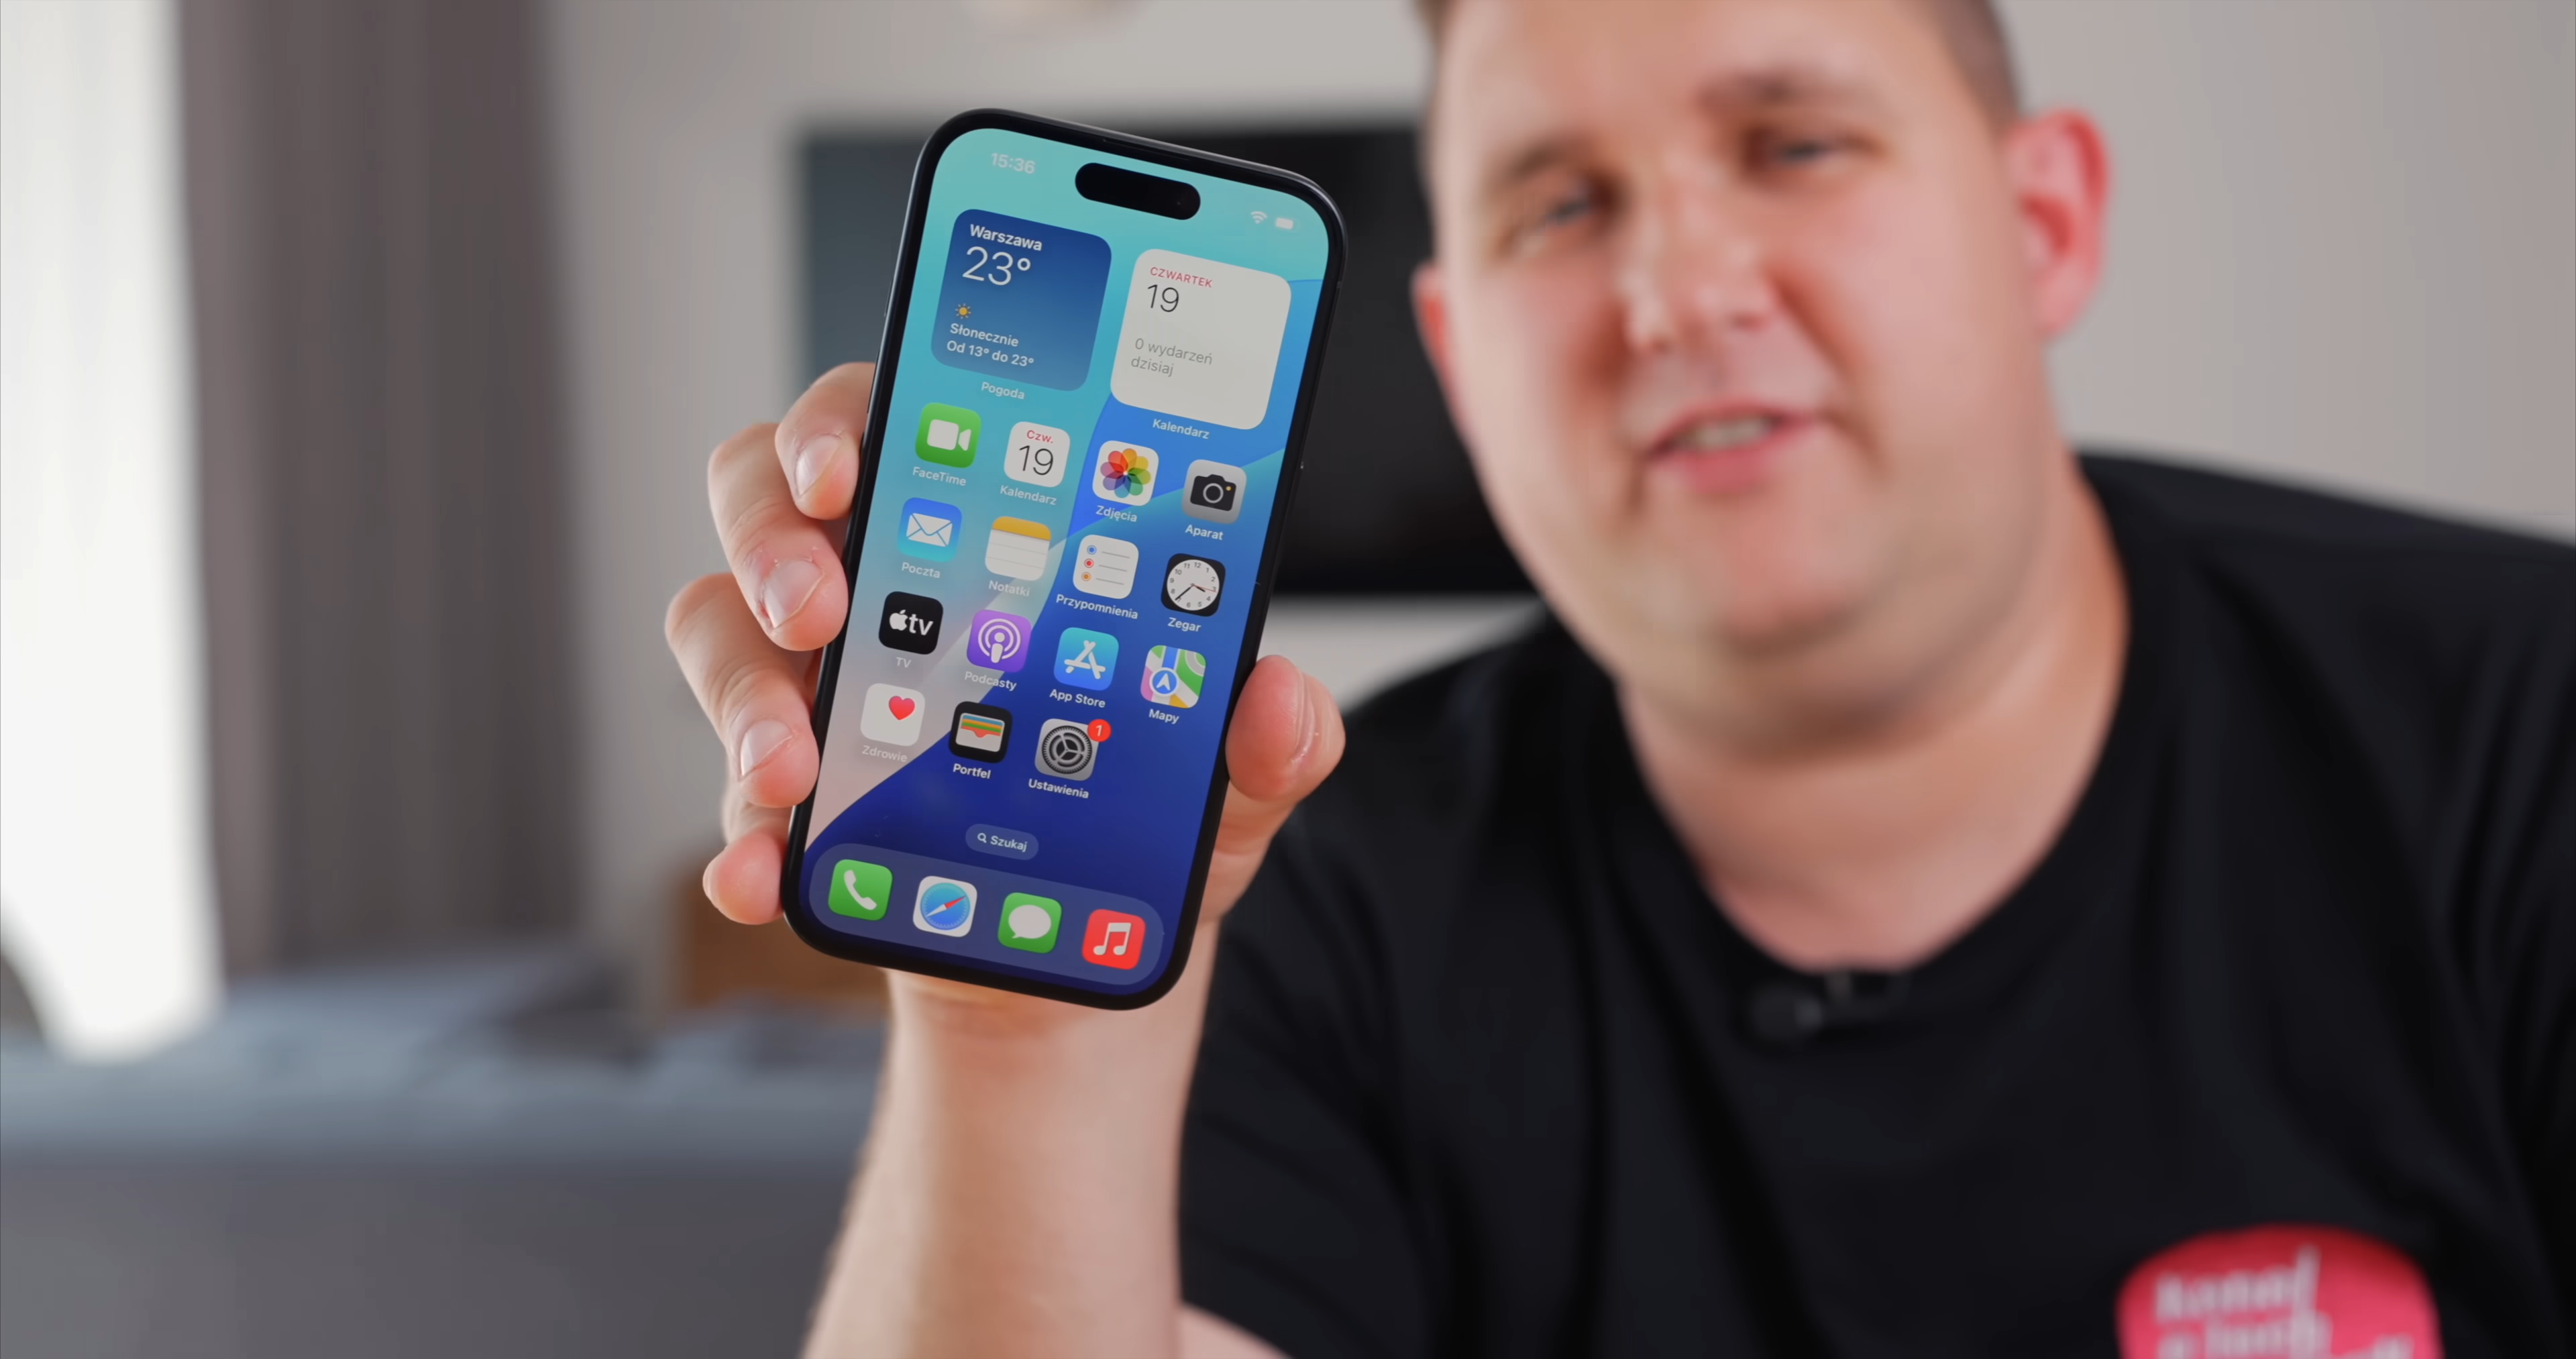 15:36
Warszawa
23°
Słonecznie
Od 13° do 23°
Pogoda
CZWARTEK
19
0 wydarzeń
dzisiaj
Kalendarz
FaceTime
Czw.
19
Kalendarz
Zdjęcia
Aparat
Poczta
Notatki
Przypomnienia
Zegar
tv
TV
Podcasty
App Store
Mapy
Zdrowie
Portfel
1
Ustawienia
Szukaj